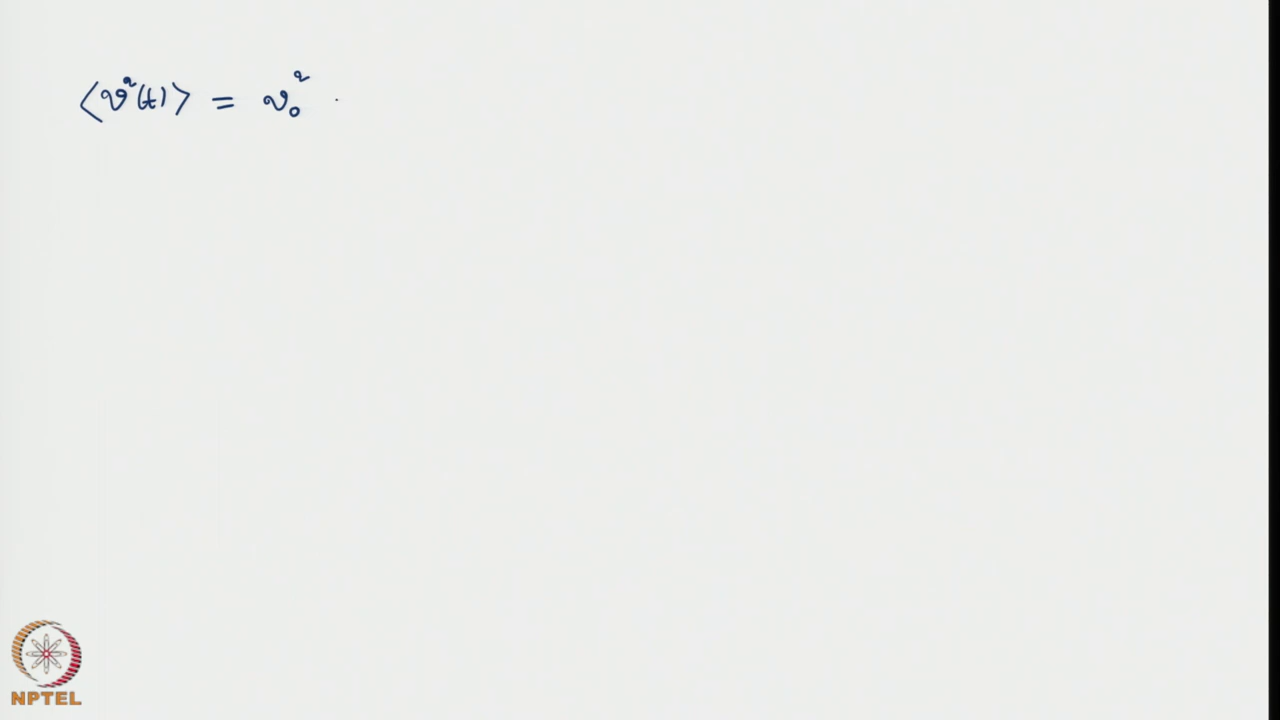 ⟨v²(t)⟩ = v₀²
NPTEL